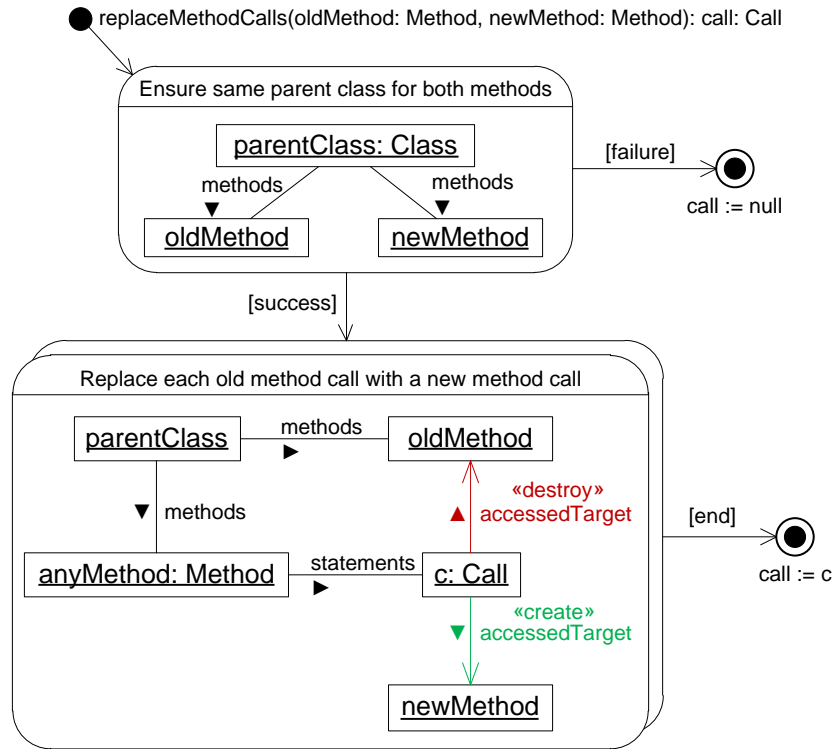 replaceMethodCalls(oldMethod: Method, newMethod: Method): call: Call
Ensure same parent class for both methods
parentClass: Class
[failure]
methods
methods
call := null
oldMethod
newMethod
[success]
Replace each old method call with a new method call
parentClass
methods
oldMethod
«destroy»
accessedTarget
methods
[end]
anyMethod: Method
statements
c: Call
call := c
«create»
accessedTarget
newMethod